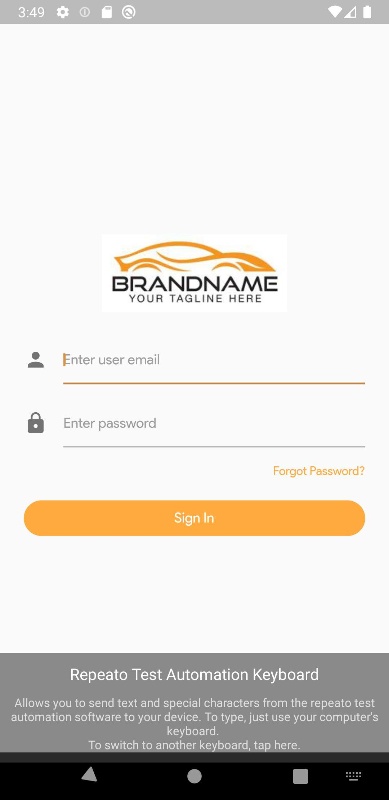 3:49
BRANDNAME
YOUR TAGLINE HERE
Enter user email
Enter password
Forgot Password?
Sign In
Repeato Test Automation Keyboard
Allows you to send text and special characters from the repeato test
automation software to your device. To type, just use your computer's
keyboard.
To switch to another keyboard, tap here.